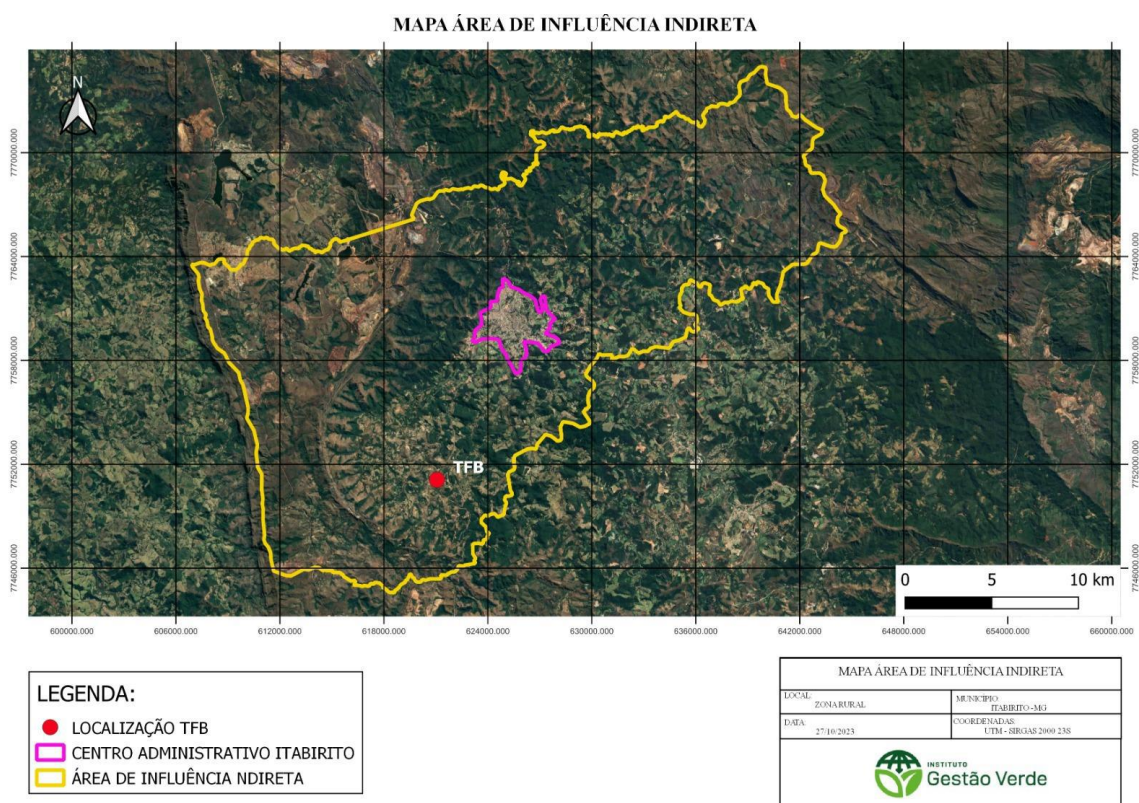 MAPA ÁREA DE INFLUÊNCIA INDIRETA
N
7770000.000
7770000.000
7764000.000
7764000.000
7758000.000
7758000.000
TFB
7752000.000
7752000.000
7746000.000
7746000.000
0 5 10 km
600000.000 606000.000 612000.000 618000.000 624000.000 630000.000 636000.000 642000.000 648000.000 654000.000 660000.000
LEGENDA:
LOCALIZAÇÃO TFB
CENTRO ADMINISTRATIVO ITABIRITO
ÁREA DE INFLUÊNCIA NDIRETA
MAPA ÁREA DE INFLUÊNCIA INDIRETA
LOCAL
ZONA RURAL
MUNICÍPIO
ITABIRITO -MG
DATA
27/10/2023
COORDENADAS
UTM - SIRGAS 2000 23S
INSTITUTO
Gestão Verde